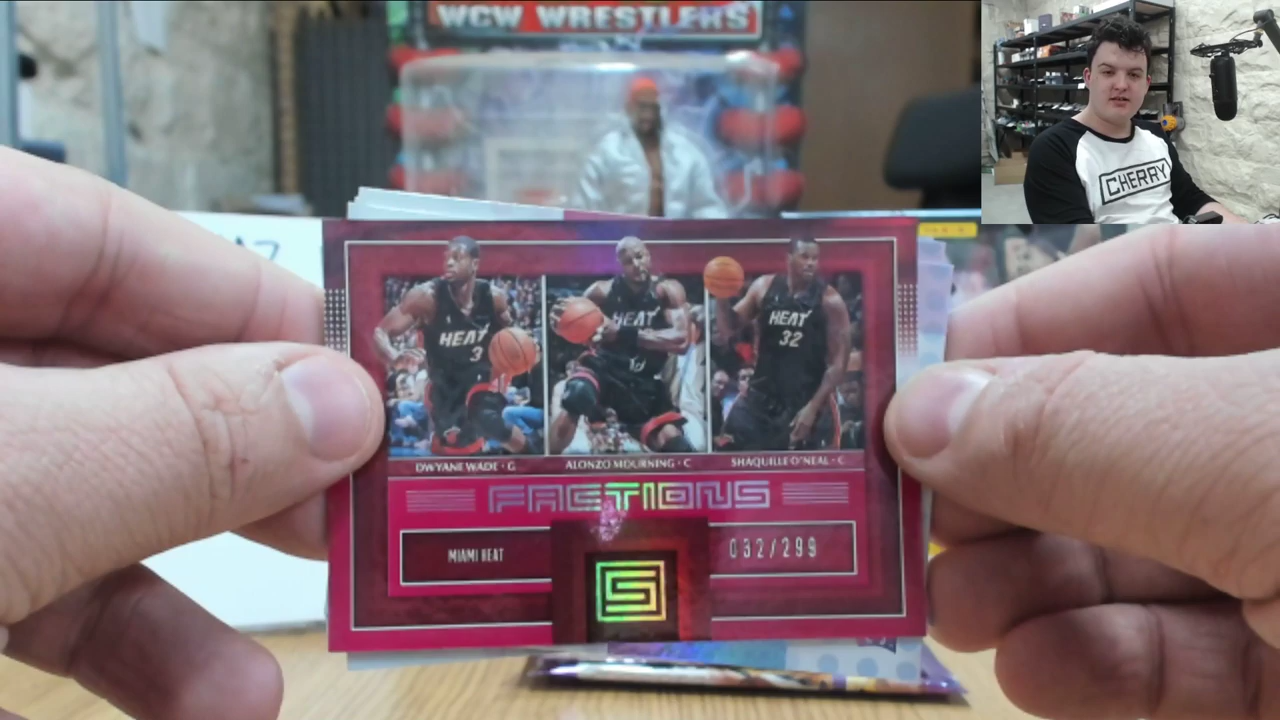 WCW WRESTLERS
CHERRY
PANINI
HEAT
3
HEAT
HEAT
32
DWYANE WADE • G
ALONZO MOURNING • C
SHAQUILLE O'NEAL • C
FACTIONS
MIAMI HEAT
032/299
S